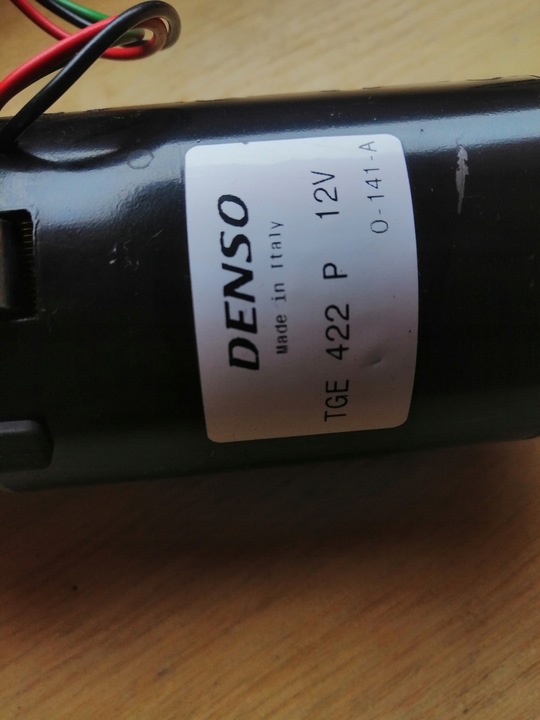 DENSO
Made in Italy
TGE 422 P 12V
0-141-A